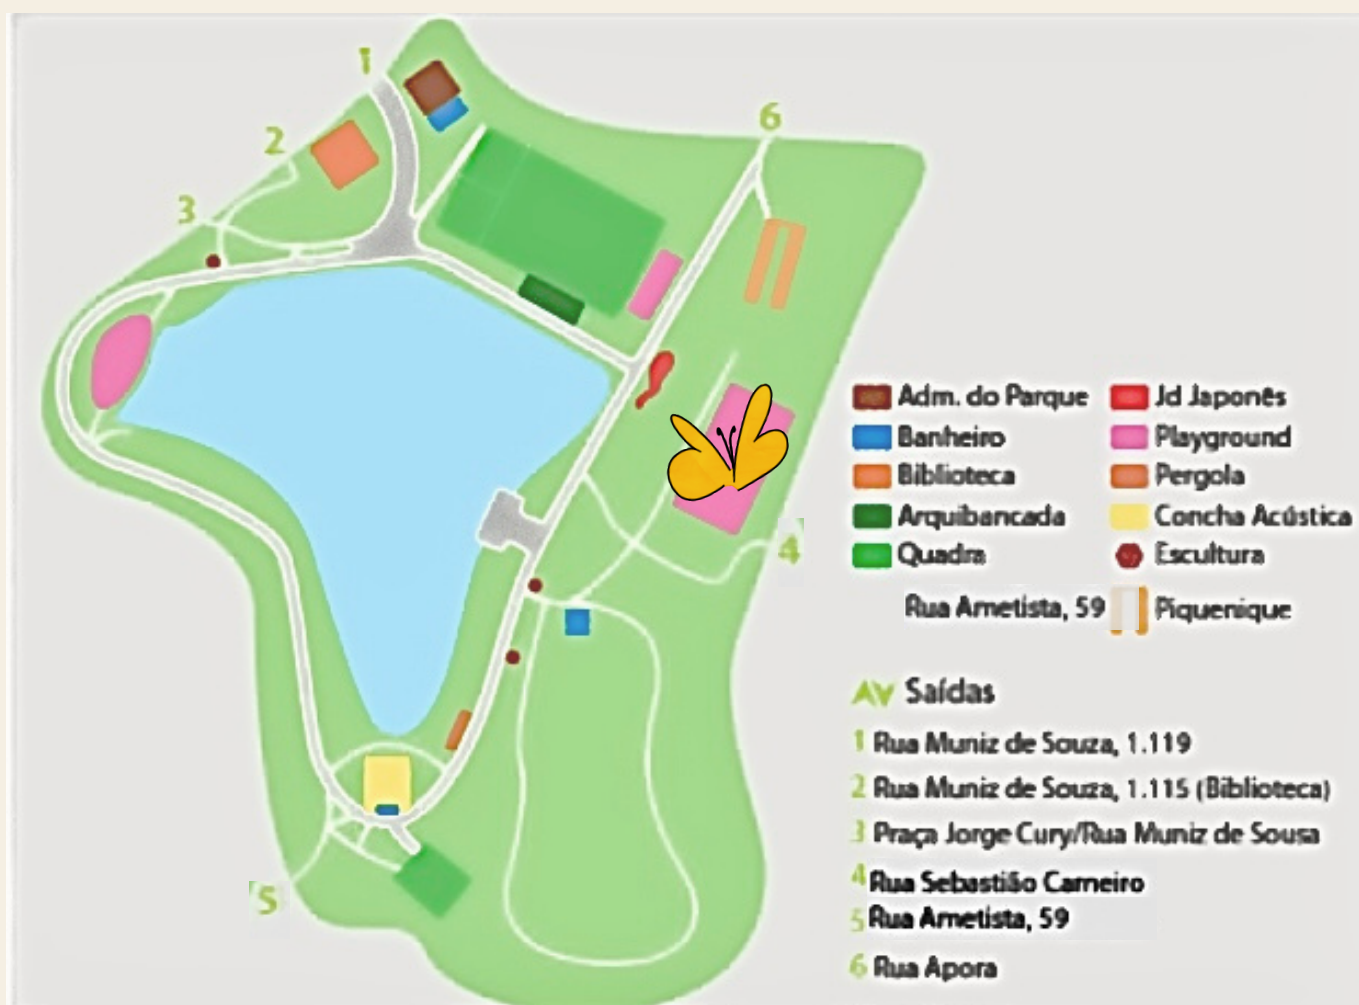 1
6
2
3
4
5
Adm. do Parque
Jd Japonês
Banheiro
Playground
Biblioteca
Pergola
Arquibancada
Concha Acústica
Quadra
Escultura
Rua Ametista, 59
Piquenique
Saídas
1 Rua Muniz de Souza, 1.119
2 Rua Muniz de Souza, 1.115 (Biblioteca)
3 Praça Jorge Cury/Rua Muniz de Sousa
4 Rua Sebastião Carneiro
5 Rua Ametista, 59
6 Rua Apora